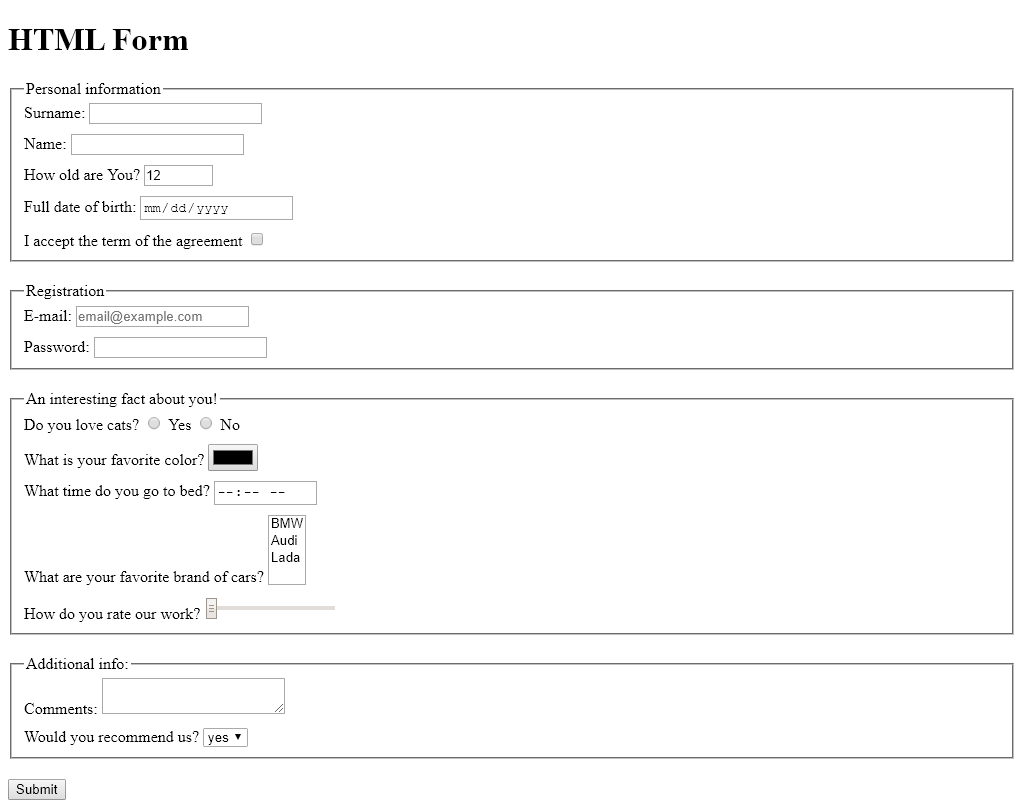 HTML Form
Personal information
Surname:
Name:
How old are You? 12
Full date of birth: mm/dd/yyyy
I accept the term of the agreement
Registration
E-mail: email@example.com
Password:
An interesting fact about you!
Do you love cats? Yes No
What is your favorite color?
What time do you go to bed? --:-- --
BMW
Audi
Lada
What are your favorite brand of cars?
How do you rate our work?
Additional info:
Comments:
Would you recommend us? yes
Submit